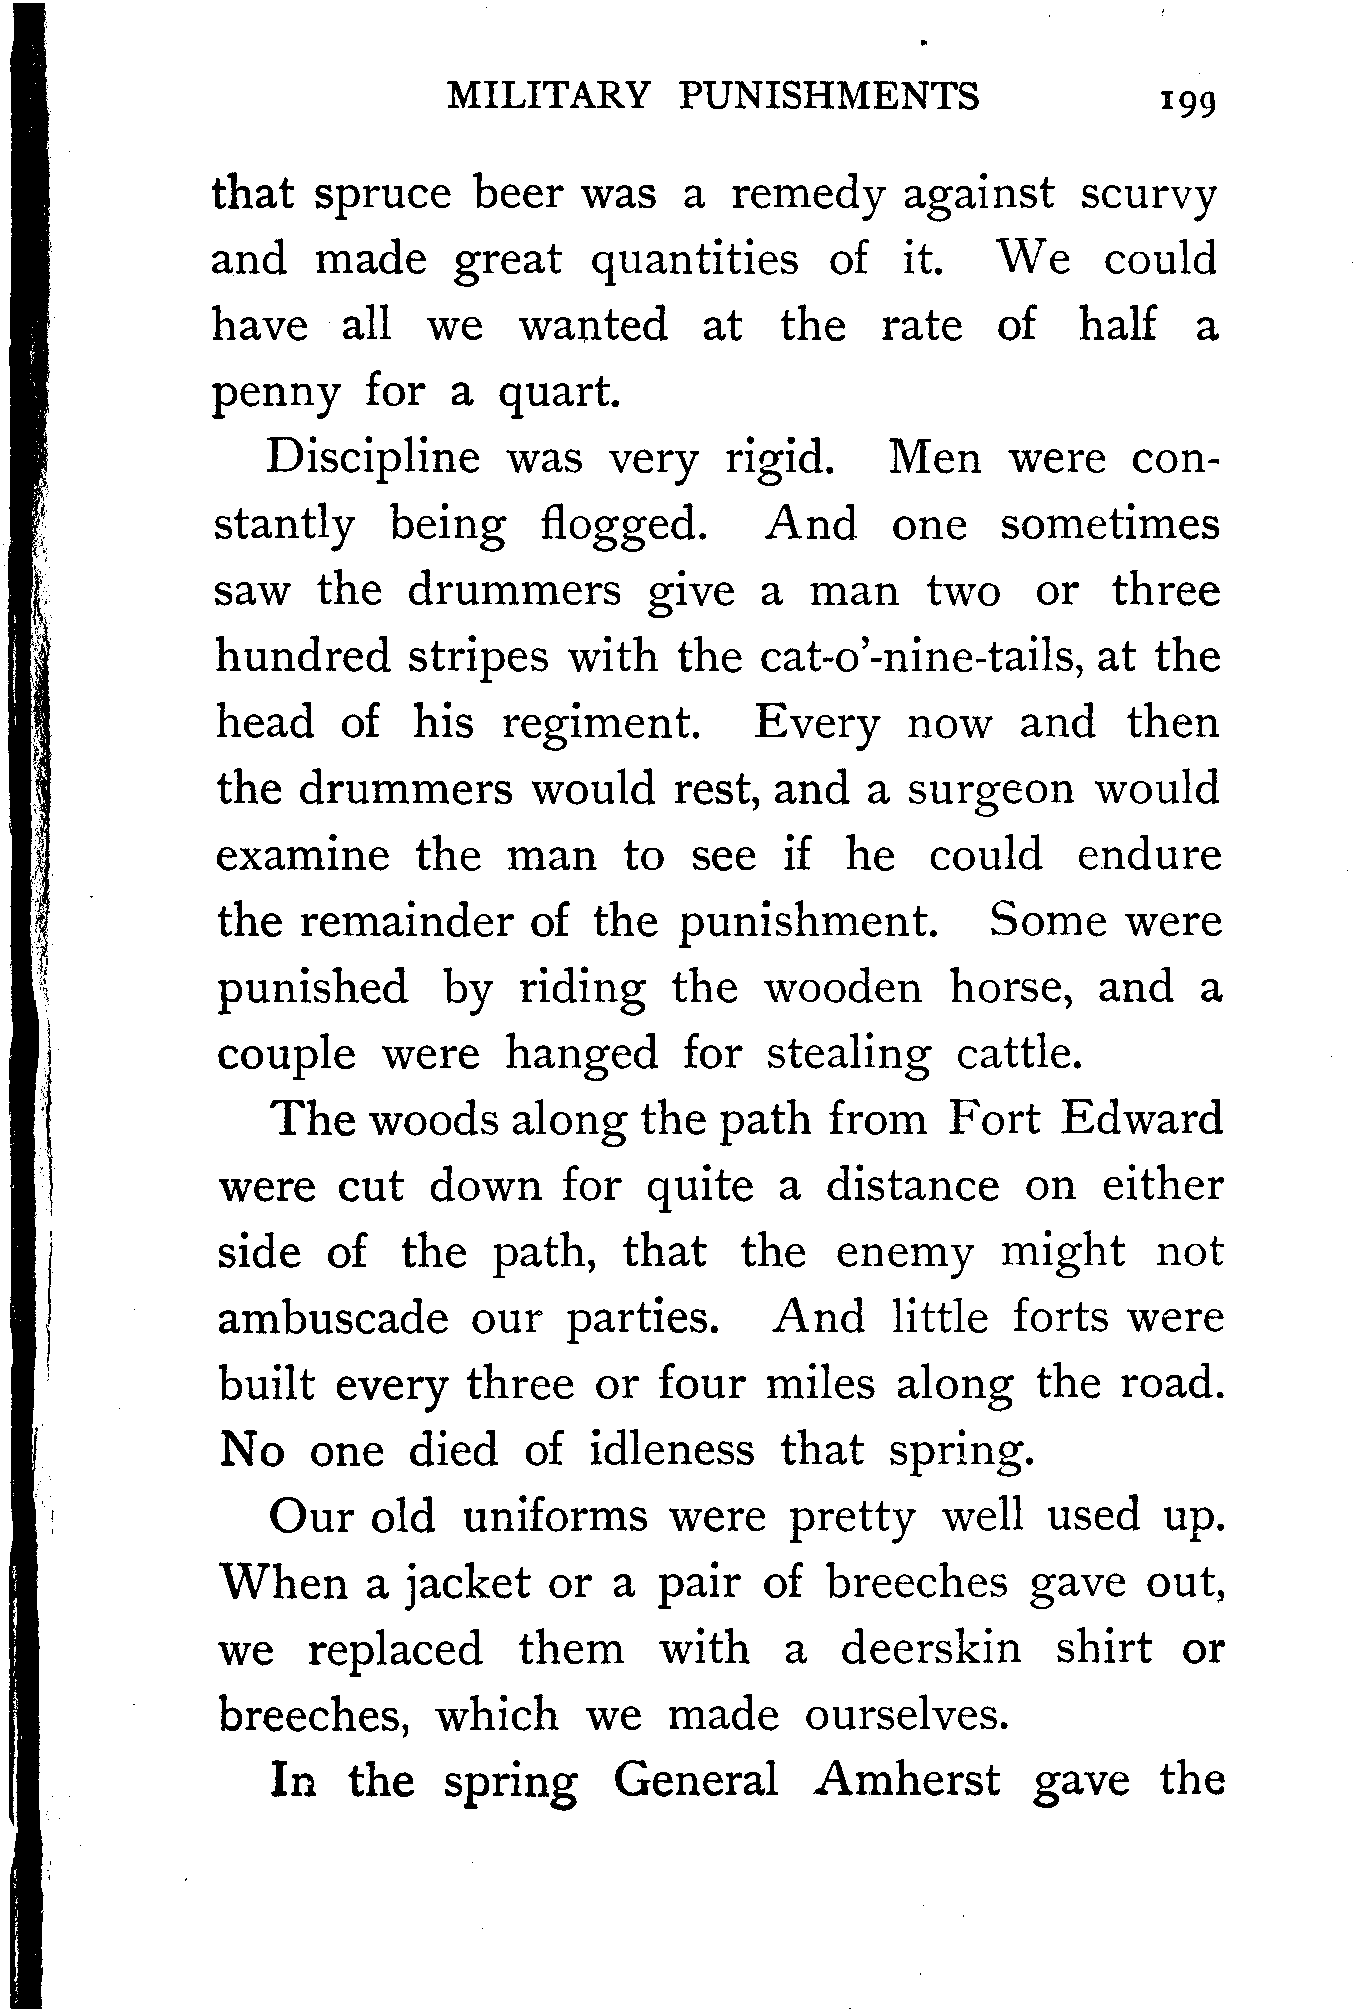 MILITARY PUNISHMENTS 199
that spruce beer was a remedy against scurvy
and made great quantities of it. We could
have all we wanted at the rate of half a
penny for a quart.
Discipline was very rigid. Men were con-
stantly being flogged. And one sometimes
saw the drummers give a man two or three
hundred stripes with the cat-o'-nine-tails, at the
head of his regiment. Every now and then
the drummers would rest, and a surgeon would
examine the man to see if he could endure
the remainder of the punishment. Some were
punished by riding the wooden horse, and a
couple were hanged for stealing cattle.
The woods along the path from Fort Edward
were cut down for quite a distance on either
side of the path, that the enemy might not
ambuscade our parties. And little forts were
built every three or four miles along the road.
No one died of idleness that spring.
Our old uniforms were pretty well used up.
When a jacket or a pair of breeches gave out,
we replaced them with a deerskin shirt or
breeches, which we made ourselves.
In the spring General Amherst gave the